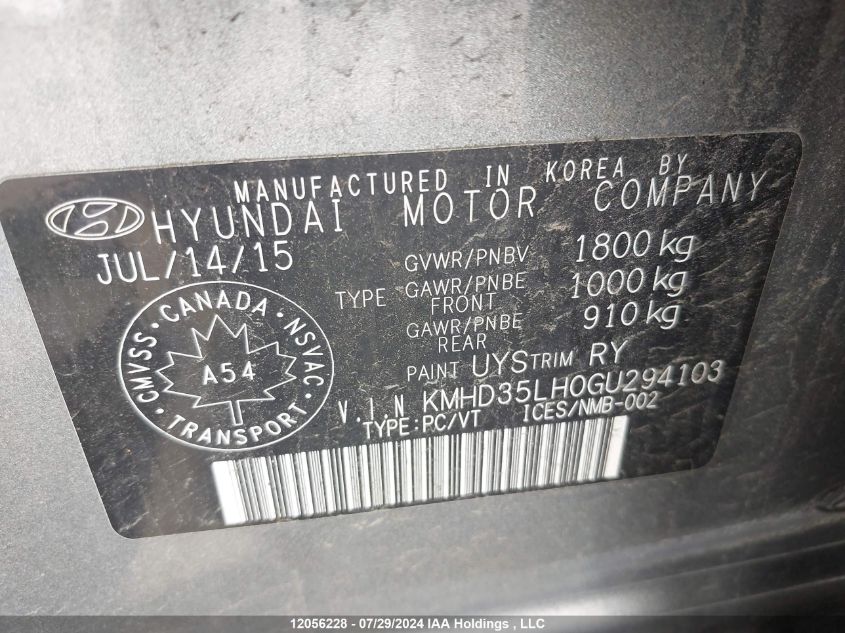 MANUFACTURED IN KOREA BY
HYUNDAI MOTOR COMPANY
JUL/14/15
GVWR/PNBV 1800 kg
TYPE GAWR/PNBE FRONT 1000 kg
GAWR/PNBE REAR 910 kg
PAINT UYS TRIM RY
V.I.N KMHD35LH0GU294103
TYPE:PC/VT ICES/NMB-002
CMVSS · CANADA · NSVAC · TRANSPORT ·
A54
12056228 - 07/29/2024 IAA Holdings , LLC